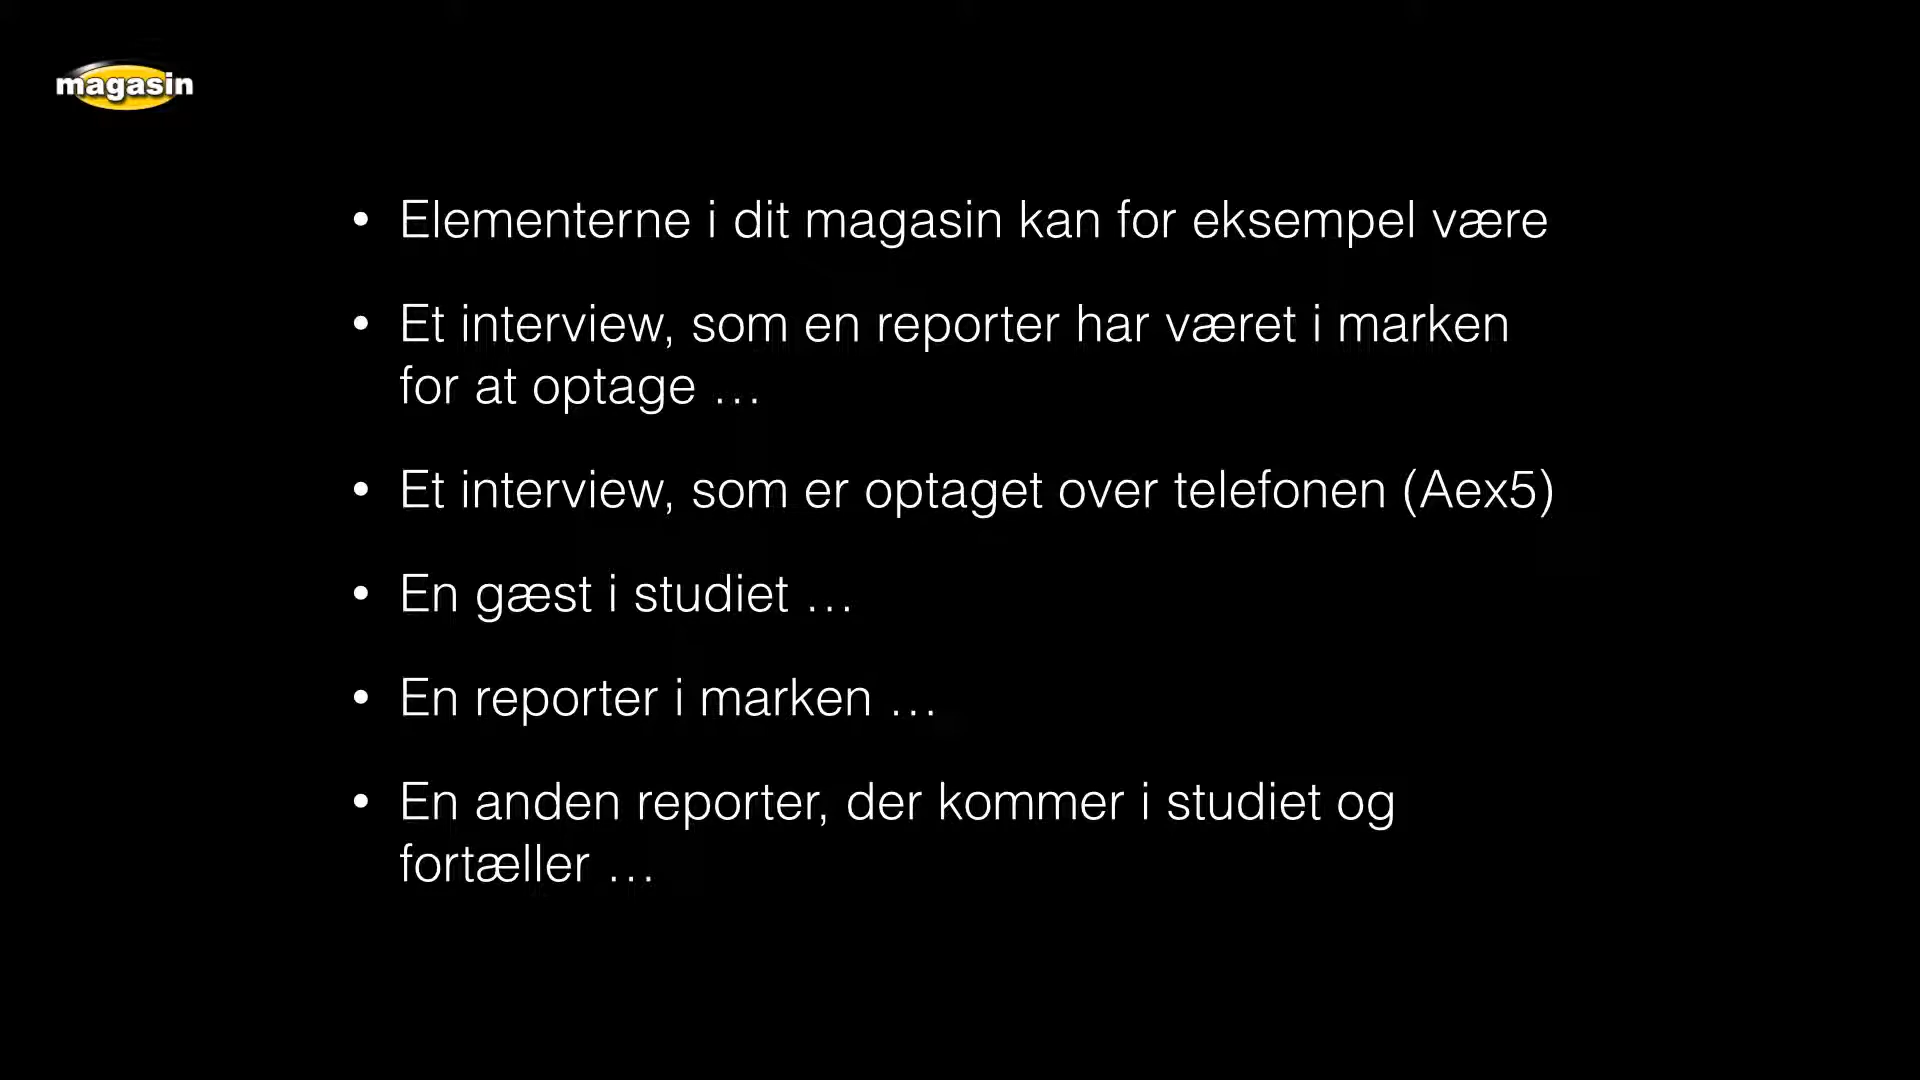 magasin
• Elementerne i dit magasin kan for eksempel være
• Et interview, som en reporter har været i marken
for at optage …
• Et interview, som er optaget over telefonen (Aex5)
• En gæst i studiet …
• En reporter i marken …
• En anden reporter, der kommer i studiet og
fortæller …